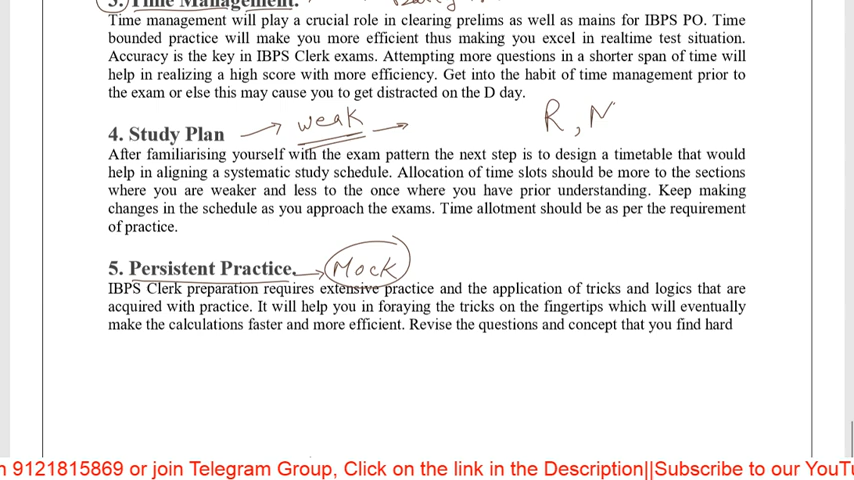 3. Time Management.
Time management will play a crucial role in clearing prelims as well as mains for IBPS PO. Time
bounded practice will make you more efficient thus making you excel in realtime test situation.
Accuracy is the key in IBPS Clerk exams. Attempting more questions in a shorter span of time will
help in realizing a high score with more efficiency. Get into the habit of time management prior to
the exam or else this may cause you to get distracted on the D day.
R, N
4. Study Plan → weak →
After familiarising yourself with the exam pattern the next step is to design a timetable that would
help in aligning a systematic study schedule. Allocation of time slots should be more to the sections
where you are weaker and less to the once where you have prior understanding. Keep making
changes in the schedule as you approach the exams. Time allotment should be as per the requirement
of practice.
5. Persistent Practice. → Mock
IBPS Clerk preparation requires extensive practice and the application of tricks and logics that are
acquired with practice. It will help you in foraying the tricks on the fingertips which will eventually
make the calculations faster and more efficient. Revise the questions and concept that you find hard
9121815869 or join Telegram Group, Click on the link in the Description||Subscribe to our